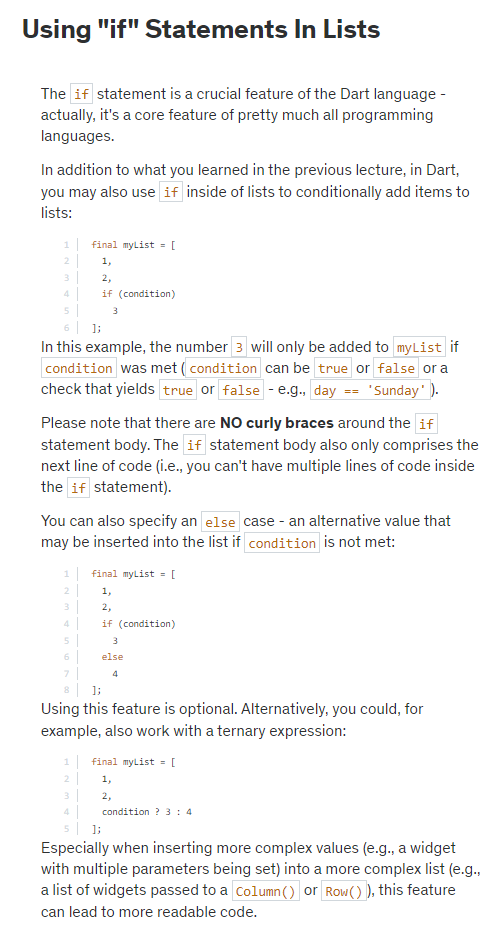 Using "if" Statements In Lists
The if statement is a crucial feature of the Dart language -
actually, it's a core feature of pretty much all programming
languages.
In addition to what you learned in the previous lecture, in Dart,
you may also use if inside of lists to conditionally add items to
lists:
1 final myList = [
2 1,
3 2,
4 if (condition)
5 3
6 ];
In this example, the number 3 will only be added to myList if
condition was met ( condition can be true or false or a
check that yields true or false - e.g., day == 'Sunday' ).
Please note that there are NO curly braces around the if
statement body. The if statement body also only comprises the
next line of code (i.e., you can't have multiple lines of code inside
the if statement).
You can also specify an else case - an alternative value that
may be inserted into the list if condition is not met:
1 final myList = [
2 1,
3 2,
4 if (condition)
5 3
6 else
7 4
8 ];
Using this feature is optional. Alternatively, you could, for
example, also work with a ternary expression:
1 final myList = [
2 1,
3 2,
4 condition ? 3 : 4
5 ];
Especially when inserting more complex values (e.g., a widget
with multiple parameters being set) into a more complex list (e.g.,
a list of widgets passed to a Column() or Row() ), this feature
can lead to more readable code.